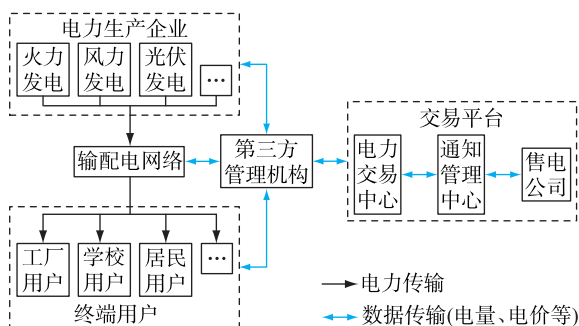 电力生产企业
火力
发电
风力
发电
光伏
发电
…
输配电网络
第三方
管理机构
交易平台
电力
交易
中心
通知
管理
中心
售电
公司
工厂
用户
学校
用户
居民
用户
…
终端用户
电力传输
数据传输(电量、电价等)